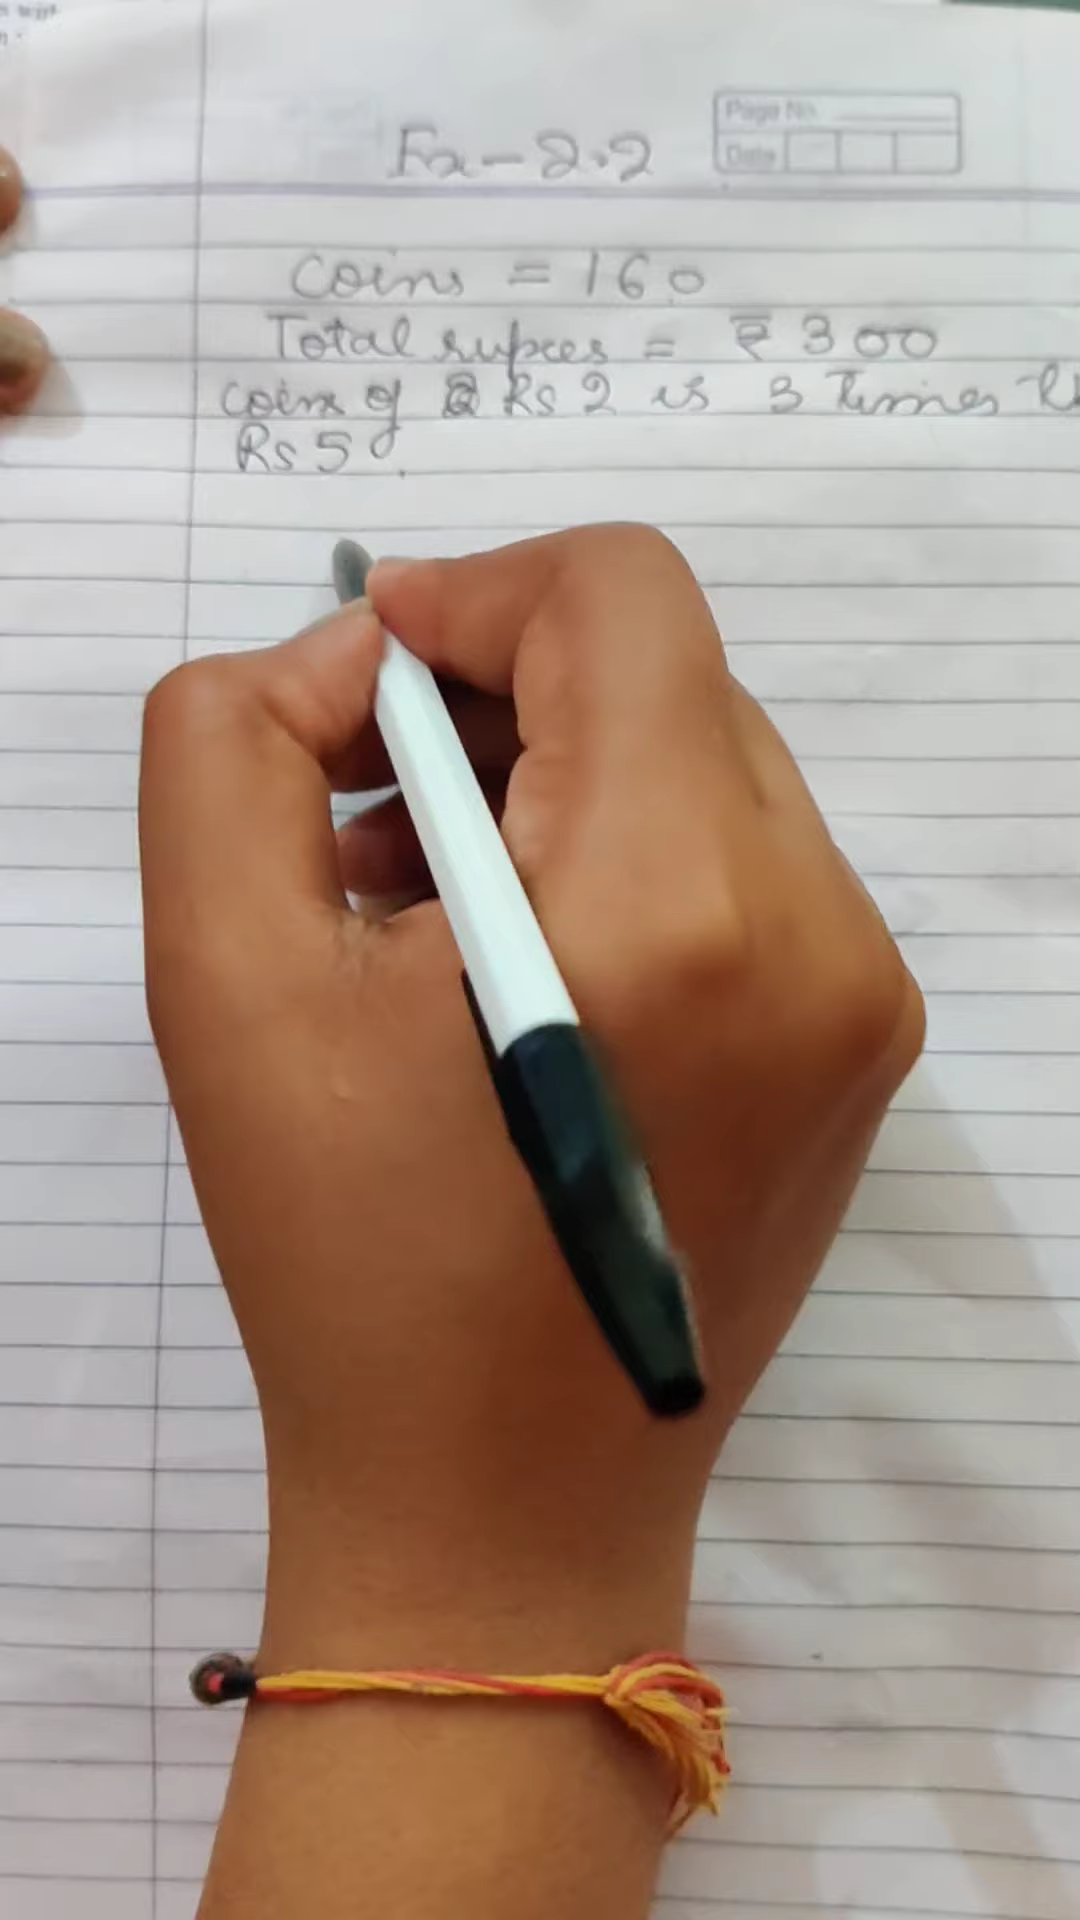 Ex-2.2
Page No.
Date
Coins = 160
Total rupees = ₹ 300
Coins of Rs 2 is 3 times
Rs 5.